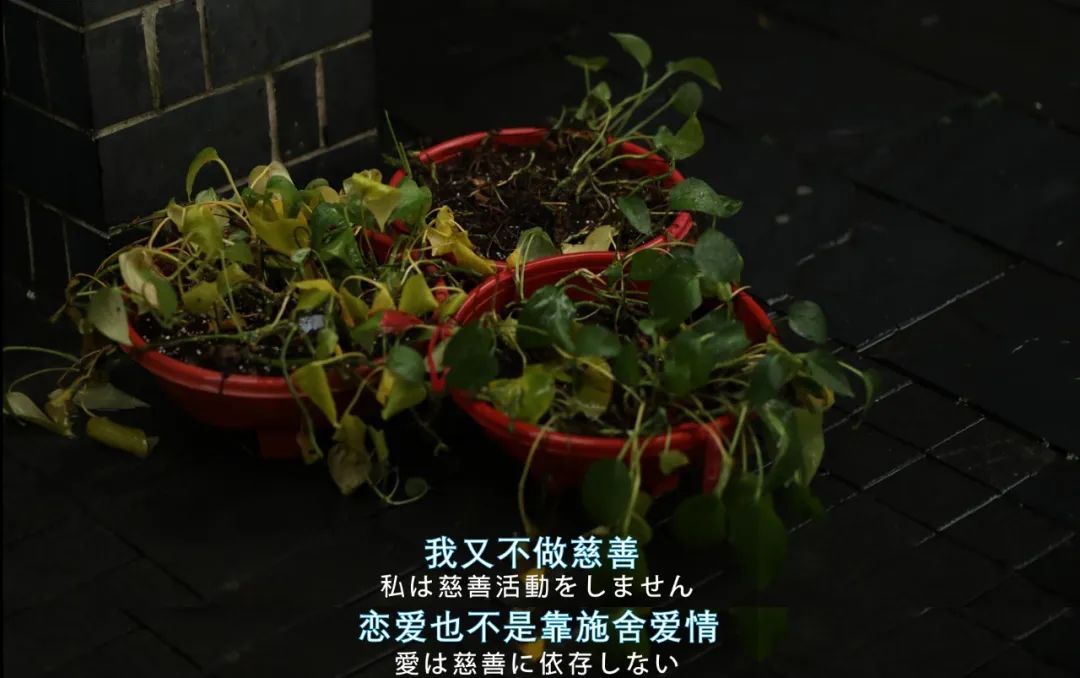 我又不做慈善
私は慈善活動をしません
恋爱也不是靠施舍爱情
愛は慈善に依存しない